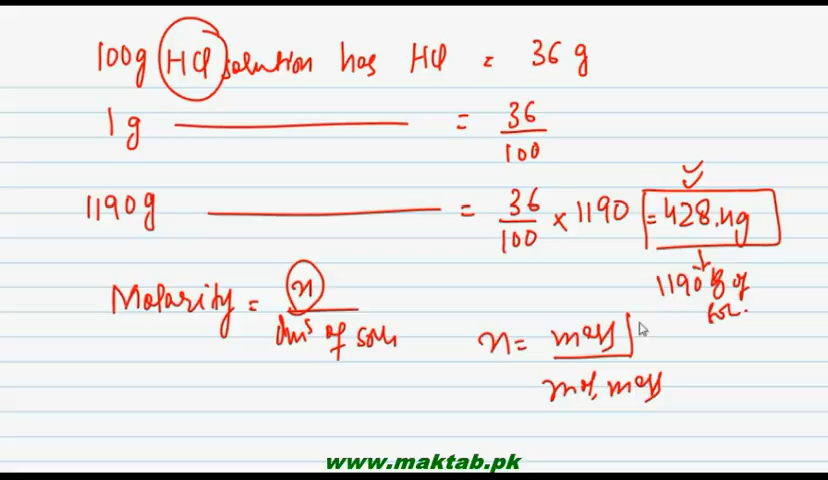 100g HCl solution has HCl = 36 g
1g = 36/100
1190g = 36/100 × 1190 = 428.4g
1190 g of sol.
Molarity = n / dm³ of soln
n = mass / mol. mass
www.maktab.pk